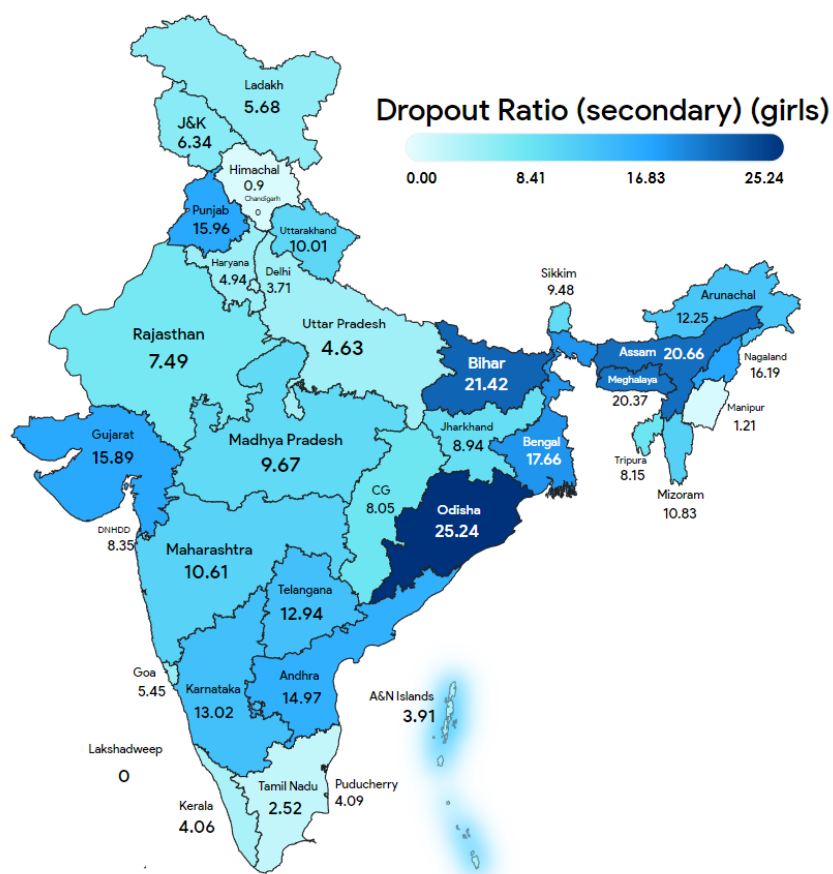 Dropout Ratio (secondary) (girls)
0.00 8.41 16.83 25.24
Ladakh
5.68
J&K
6.34
Himachal
0.9
Chandigarh
0
Punjab
15.96
Uttarakhand
10.01
Haryana
4.94
Delhi
3.71
Sikkim
9.48
Arunachal
12.25
Rajasthan
7.49
Uttar Pradesh
4.63
Bihar
21.42
Assam 20.66
Nagaland
16.19
Meghalaya
20.37
Manipur
1.21
Gujarat
15.89
Madhya Pradesh
9.67
Jharkhand
8.94
Bengal
17.66
Tripura
8.15
Mizoram
10.83
CG
8.05
Odisha
25.24
DNHDD
8.35
Maharashtra
10.61
Telangana
12.94
Goa
5.45
Karnataka
13.02
Andhra
14.97
A&N Islands
3.91
Lakshadweep
0
Kerala
4.06
Tamil Nadu
2.52
Puducherry
4.09